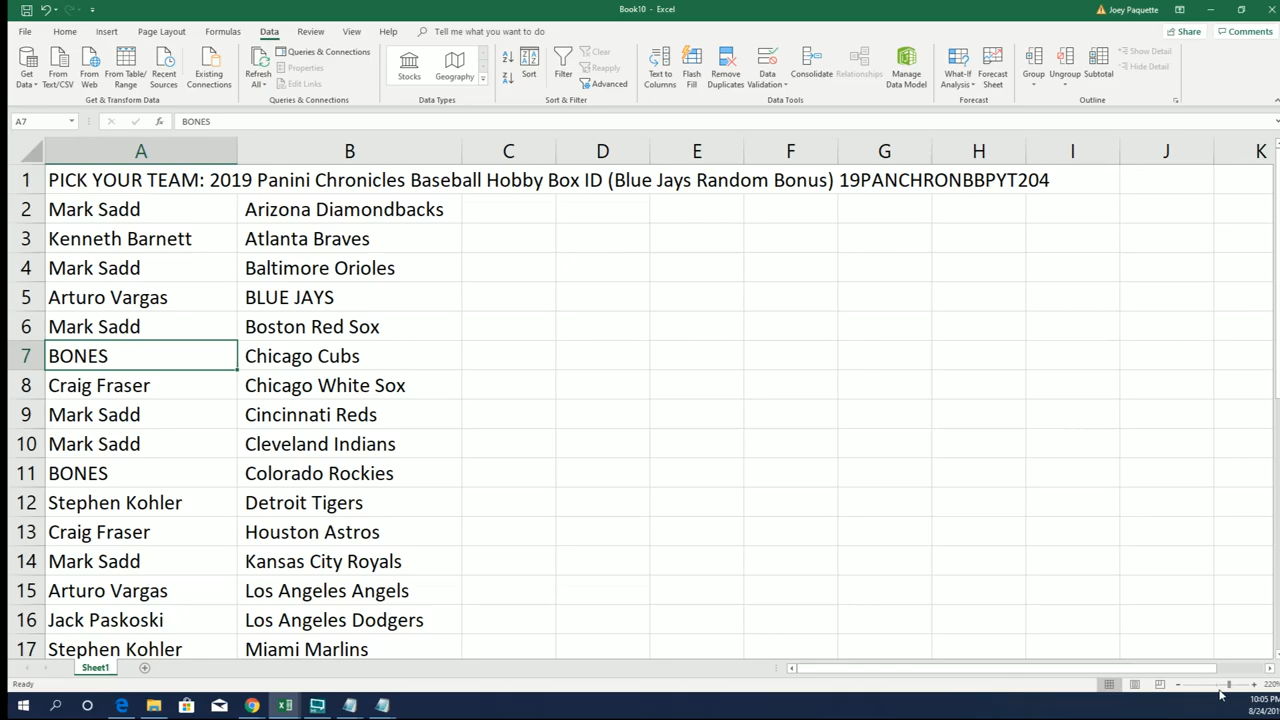 Book10 - Excel
Joey Paquette
File Home Insert Page Layout Formulas Data Review View Help Tell me what you want to do
Share Comments
Get Data From Text/CSV From Web From Table/ Range Recent Sources Existing Connections
Refresh All Queries & Connections Properties Edit Links
Stocks Geography
Sort Filter Clear Reapply Advanced
Text to Columns Flash Fill Remove Duplicates Data Validation Consolidate Relationships Manage Data Model
What-If Analysis Forecast Sheet
Group Ungroup Subtotal Show Detail Hide Detail
Get & Transform Data Queries & Connections Data Types Sort & Filter Data Tools Forecast Outline
A7 fx BONES
A B C D E F G H I J K
1 PICK YOUR TEAM: 2019 Panini Chronicles Baseball Hobby Box ID (Blue Jays Random Bonus) 19PANCHRONBBPYT204
2 Mark Sadd Arizona Diamondbacks
3 Kenneth Barnett Atlanta Braves
4 Mark Sadd Baltimore Orioles
5 Arturo Vargas BLUE JAYS
6 Mark Sadd Boston Red Sox
7 BONES Chicago Cubs
8 Craig Fraser Chicago White Sox
9 Mark Sadd Cincinnati Reds
10 Mark Sadd Cleveland Indians
11 BONES Colorado Rockies
12 Stephen Kohler Detroit Tigers
13 Craig Fraser Houston Astros
14 Mark Sadd Kansas City Royals
15 Arturo Vargas Los Angeles Angels
16 Jack Paskoski Los Angeles Dodgers
17 Stephen Kohler Miami Marlins
Sheet1
Ready 220%
10:05 PM
8/24/201